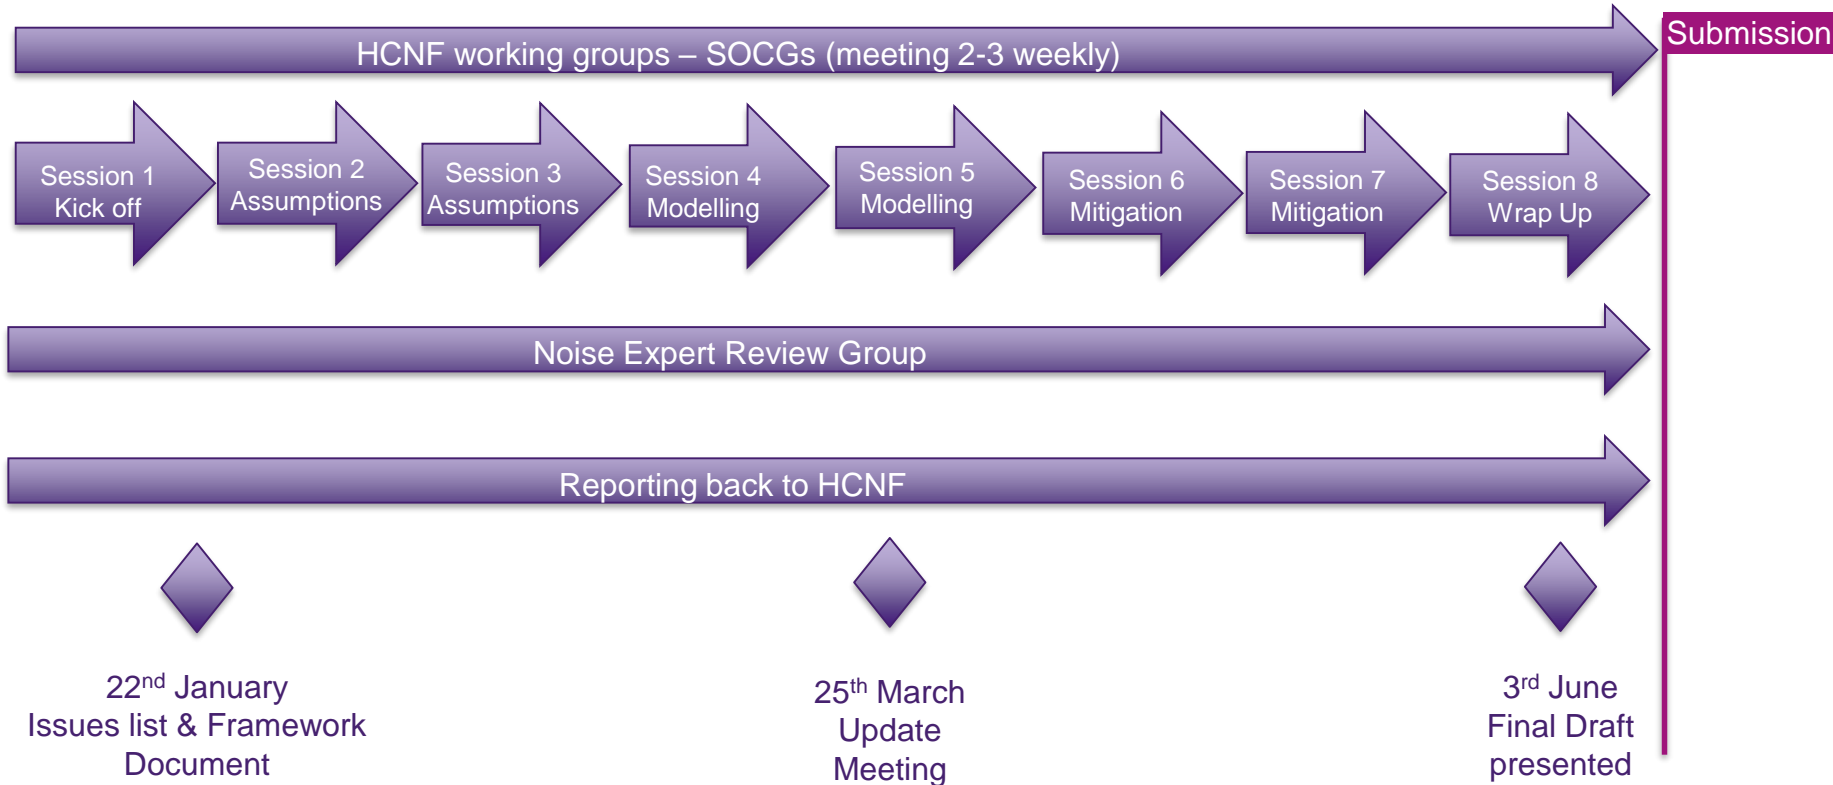 Submission
HCNF working groups – SOCGs (meeting 2-3 weekly)
Session 1
Kick off
Session 2
Assumptions
Session 3
Assumptions
Session 4
Modelling
Session 5
Modelling
Session 6
Mitigation
Session 7
Mitigation
Session 8
Wrap Up
Noise Expert Review Group
Reporting back to HCNF
22nd January
Issues list & Framework
Document
25th March
Update
Meeting
3rd June
Final Draft
presented